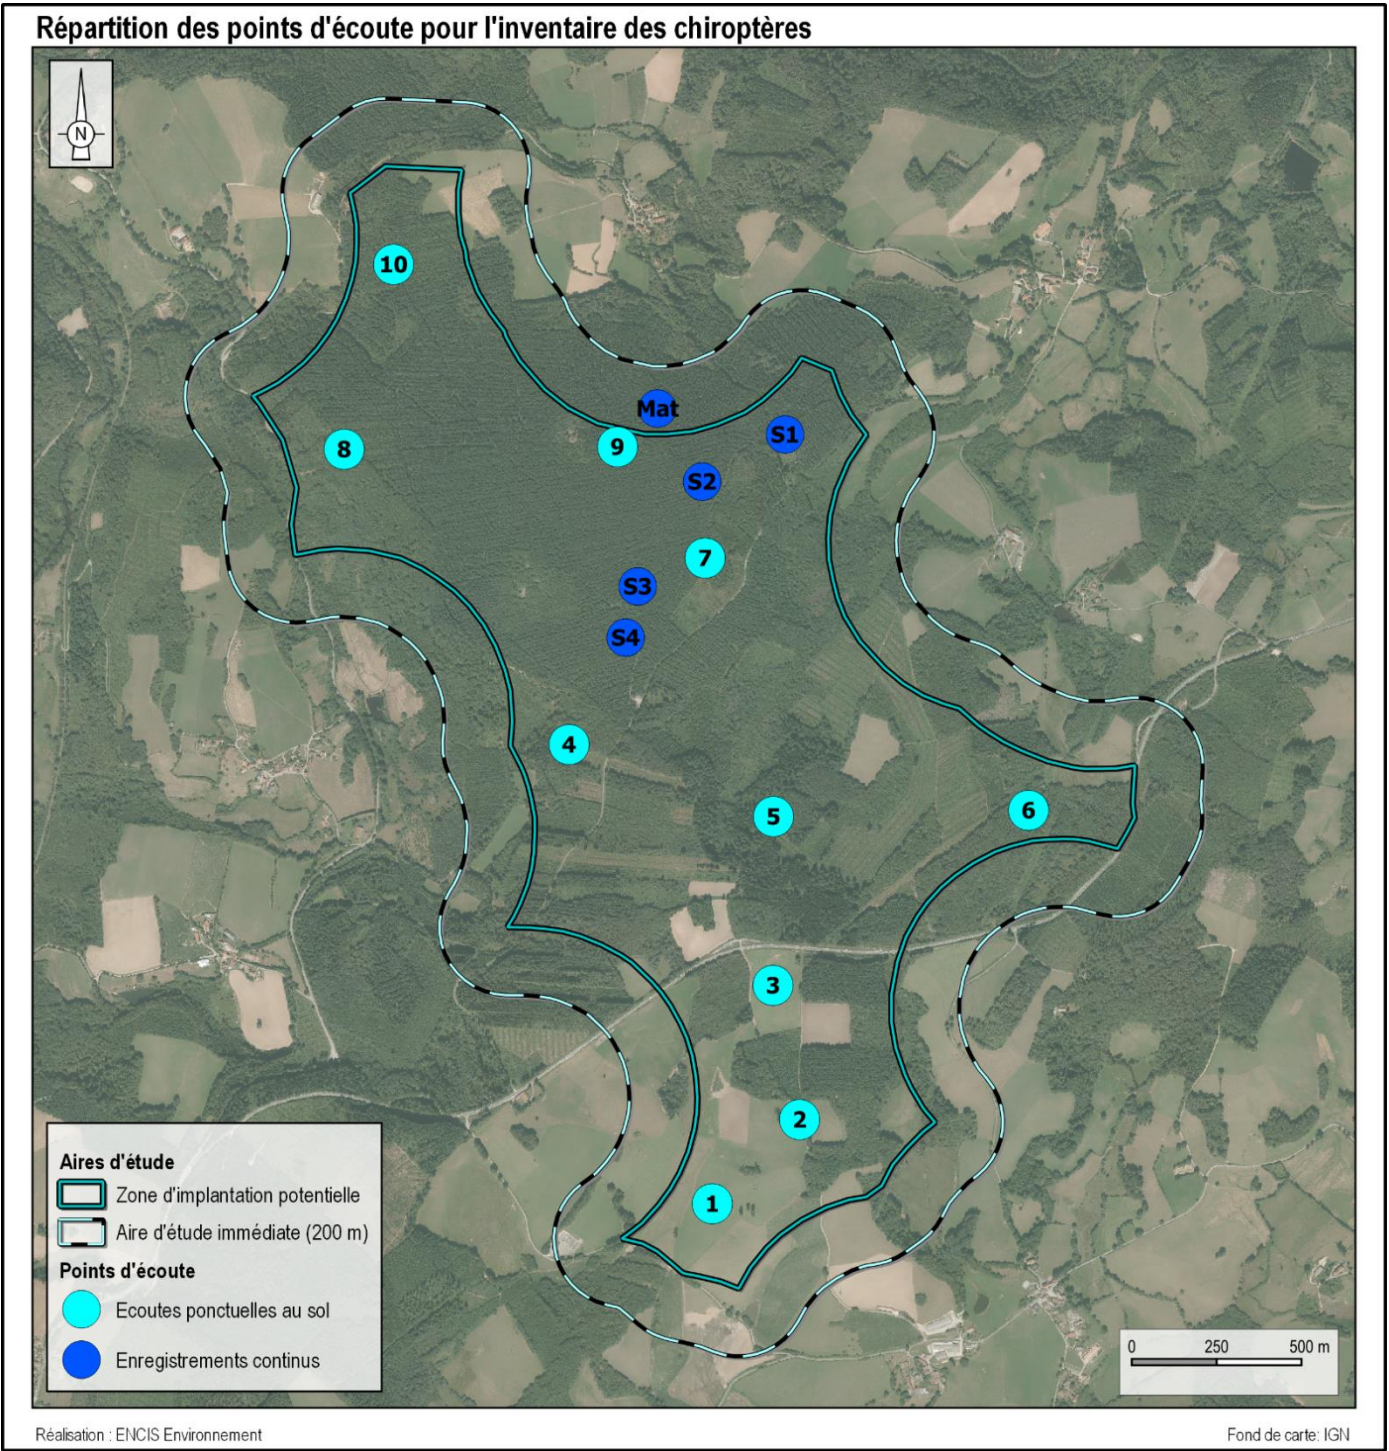 Répartition des points d'écoute pour l'inventaire des chiroptères
N
10
Mat
S1
8
9
S2
7
S3
S4
4
5
6
3
2
1
Aires d'étude
Zone d'implantation potentielle
Aire d'étude immédiate (200 m)
Points d'écoute
Ecoutes ponctuelles au sol
Enregistrements continus
0 250 500 m
Réalisation : ENCIS Environnement
Fond de carte: IGN